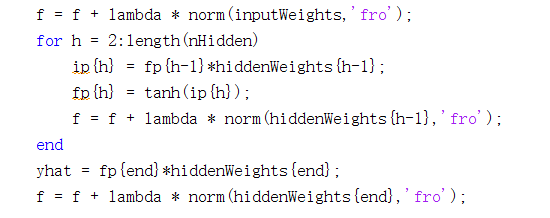 f = f + lambda * norm(inputWeights,'fro');
for h = 2:length(nHidden)
ip{h} = fp{h-1}*hiddenWeights{h-1};
fp{h} = tanh(ip{h});
f = f + lambda * norm(hiddenWeights{h-1},'fro');
end
yhat = fp{end}*hiddenWeights{end};
f = f + lambda * norm(hiddenWeights{end},'fro');